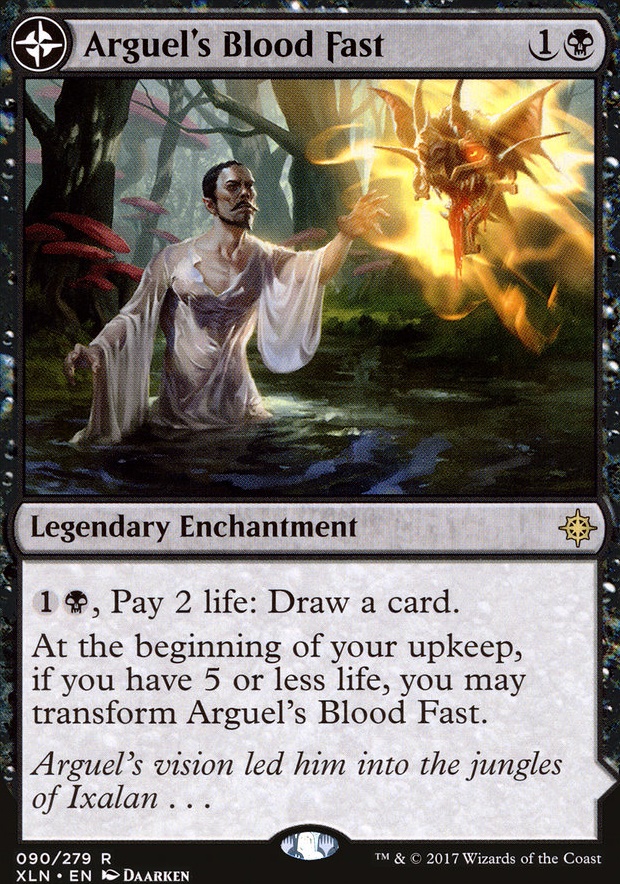 Arguel's Blood Fast 1
Legendary Enchantment
1, Pay 2 life: Draw a card.
At the beginning of your upkeep,
if you have 5 or less life, you may
transform Arguel's Blood Fast.
Arguel's vision led him into the jungles
of Ixalan . . .
090/279 R
XLN • EN DAARKEN
™ & © 2017 Wizards of the Coast